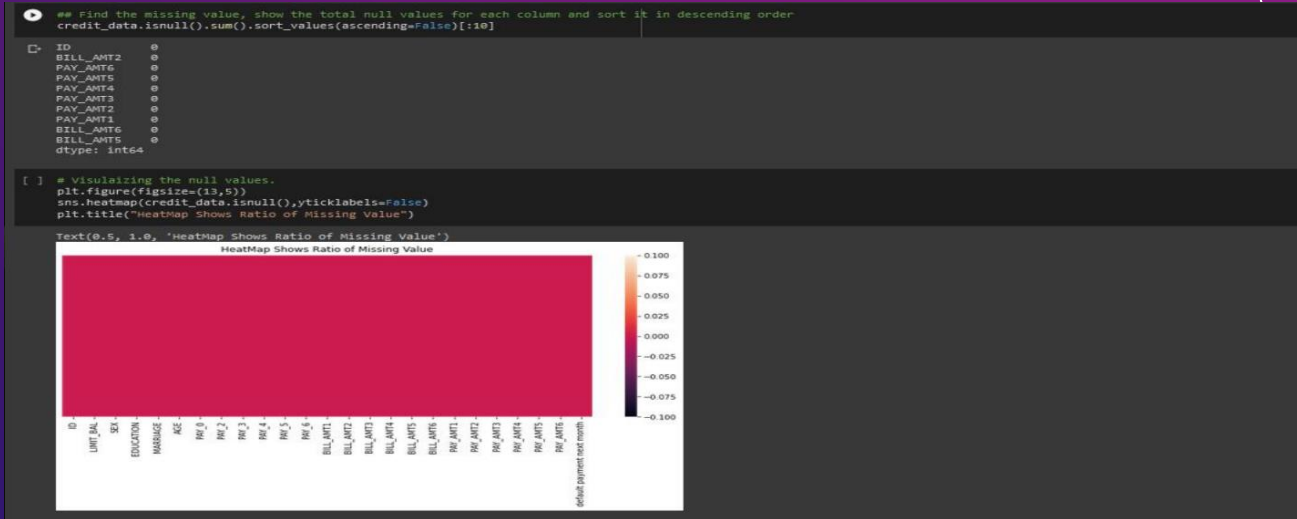 ## Find the missing value, show the total null values for each column and sort it in descending order
credit_data.isnull().sum().sort_values(ascending=False)[:10]
ID 0
BILL_AMT2 0
PAY_AMT6 0
PAY_AMT5 0
PAY_AMT4 0
PAY_AMT3 0
PAY_AMT2 0
PAY_AMT1 0
BILL_AMT6 0
BILL_AMT5 0
dtype: int64
[ ] # Visulaizing the null values.
plt.figure(figsize=(13,5))
sns.heatmap(credit_data.isnull(),yticklabels=False)
plt.title("HeatMap Shows Ratio of Missing Value")
Text(0.5, 1.0, 'HeatMap Shows Ratio of Missing Value')
HeatMap Shows Ratio of Missing Value
0.100
0.075
0.050
0.025
0.000
-0.025
-0.050
-0.075
-0.100
ID
LIMIT_BAL
SEX
EDUCATION
MARRIAGE
AGE
PAY_0
PAY_2
PAY_3
PAY_4
PAY_5
PAY_6
BILL_AMT1
BILL_AMT2
BILL_AMT3
BILL_AMT4
BILL_AMT5
BILL_AMT6
PAY_AMT1
PAY_AMT2
PAY_AMT3
PAY_AMT4
PAY_AMT5
PAY_AMT6
default payment next month